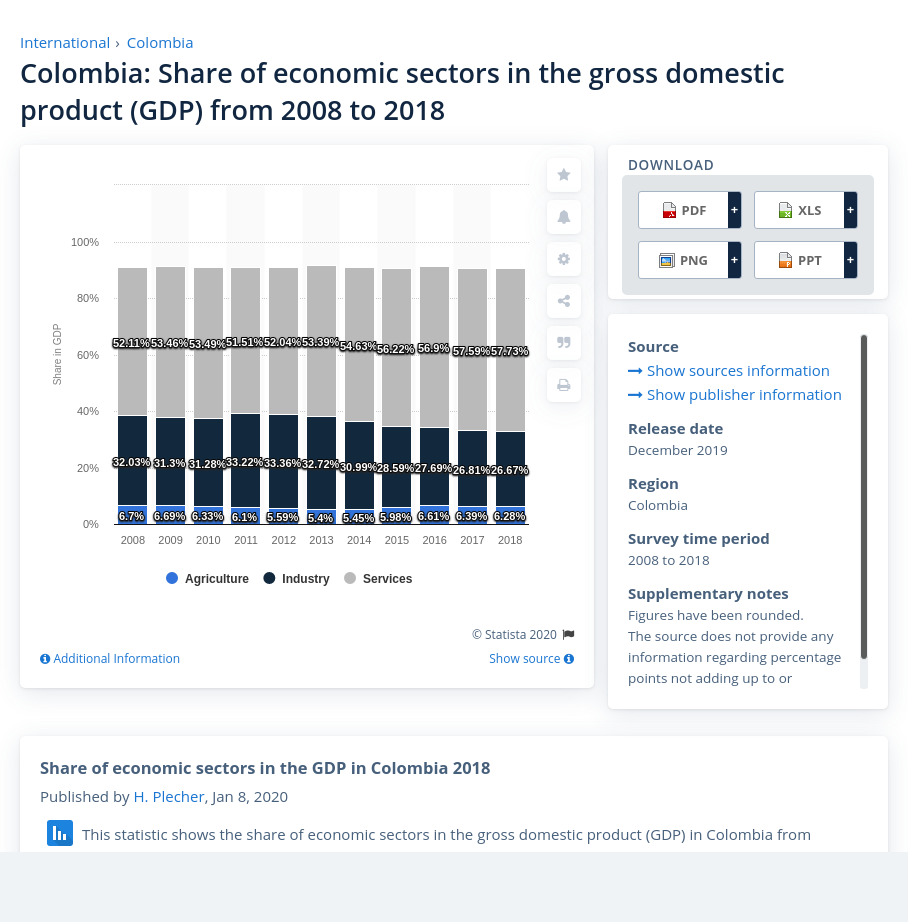 International › Colombia
Colombia: Share of economic sectors in the gross domestic
product (GDP) from 2008 to 2018
DOWNLOAD
PDF +
XLS +
PNG +
PPT +
Share in GDP
100%
80%
60%
40%
20%
0%
52.11% 53.46% 53.49% 51.51% 52.04% 53.39% 54.63% 56.22% 56.9% 57.59% 57.73%
32.03% 31.3% 31.28% 33.22% 33.36% 32.72% 30.99% 28.59% 27.69% 26.81% 26.67%
6.7% 6.69% 6.33% 6.1% 5.59% 5.4% 5.45% 5.98% 6.61% 6.39% 6.28%
2008 2009 2010 2011 2012 2013 2014 2015 2016 2017 2018
Agriculture Industry Services
© Statista 2020
Additional Information
Show source
Source
Show sources information
Show publisher information
Release date
December 2019
Region
Colombia
Survey time period
2008 to 2018
Supplementary notes
Figures have been rounded.
The source does not provide any
information regarding percentage
points not adding up to or
Share of economic sectors in the GDP in Colombia 2018
Published by H. Plecher, Jan 8, 2020
This statistic shows the share of economic sectors in the gross domestic product (GDP) in Colombia from